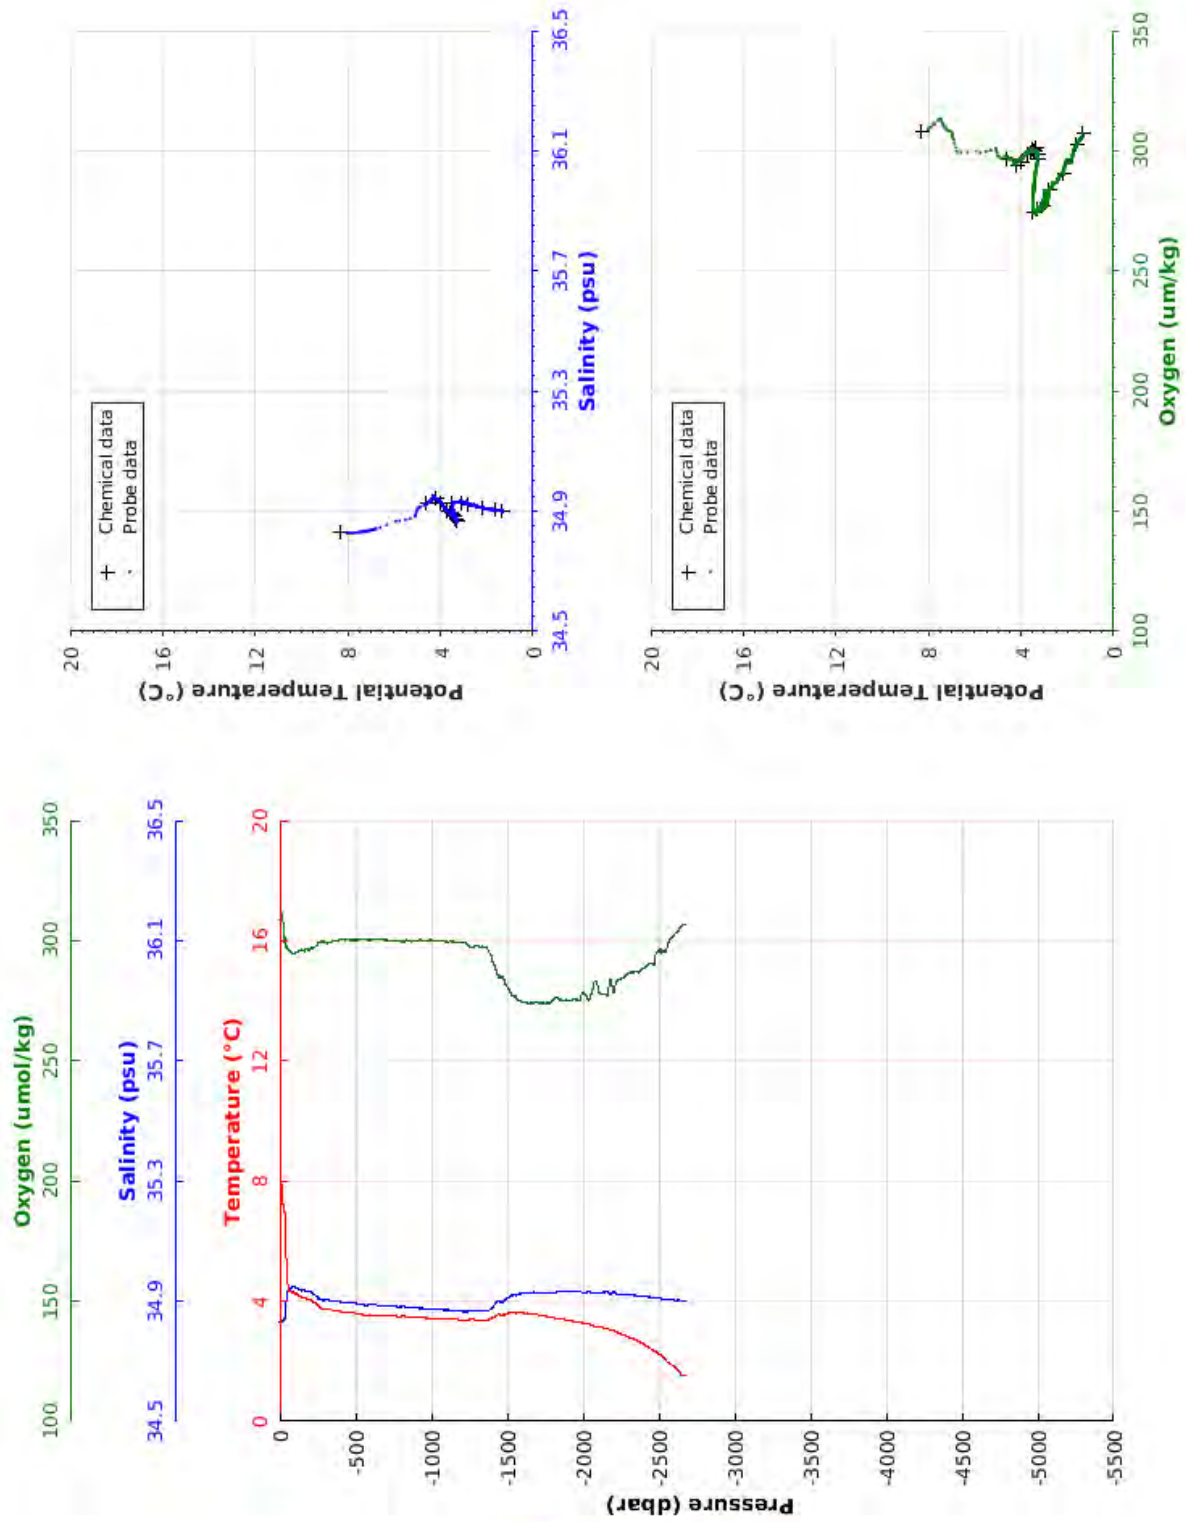 Oxygen (umol/kg)
100 150 200 250 300 350
Salinity (psu)
34.5 34.9 35.3 35.7 36.1 36.5
Temperature (°C)
0 4 8 12 16 20
Pressure (dbar)
0
-500
-1000
-1500
-2000
-2500
-3000
-3500
-4000
-4500
-5000
-5500
Potential Temperature (°C)
20
16
12
8
4
0
+ Chemical data
. Probe data
34.5 34.9 35.3 35.7 36.1 36.5
Salinity (psu)
Potential Temperature (°C)
20
16
12
8
4
0
+ Chemical data
. Probe data
100 150 200 250 300 350
Oxygen (um/kg)